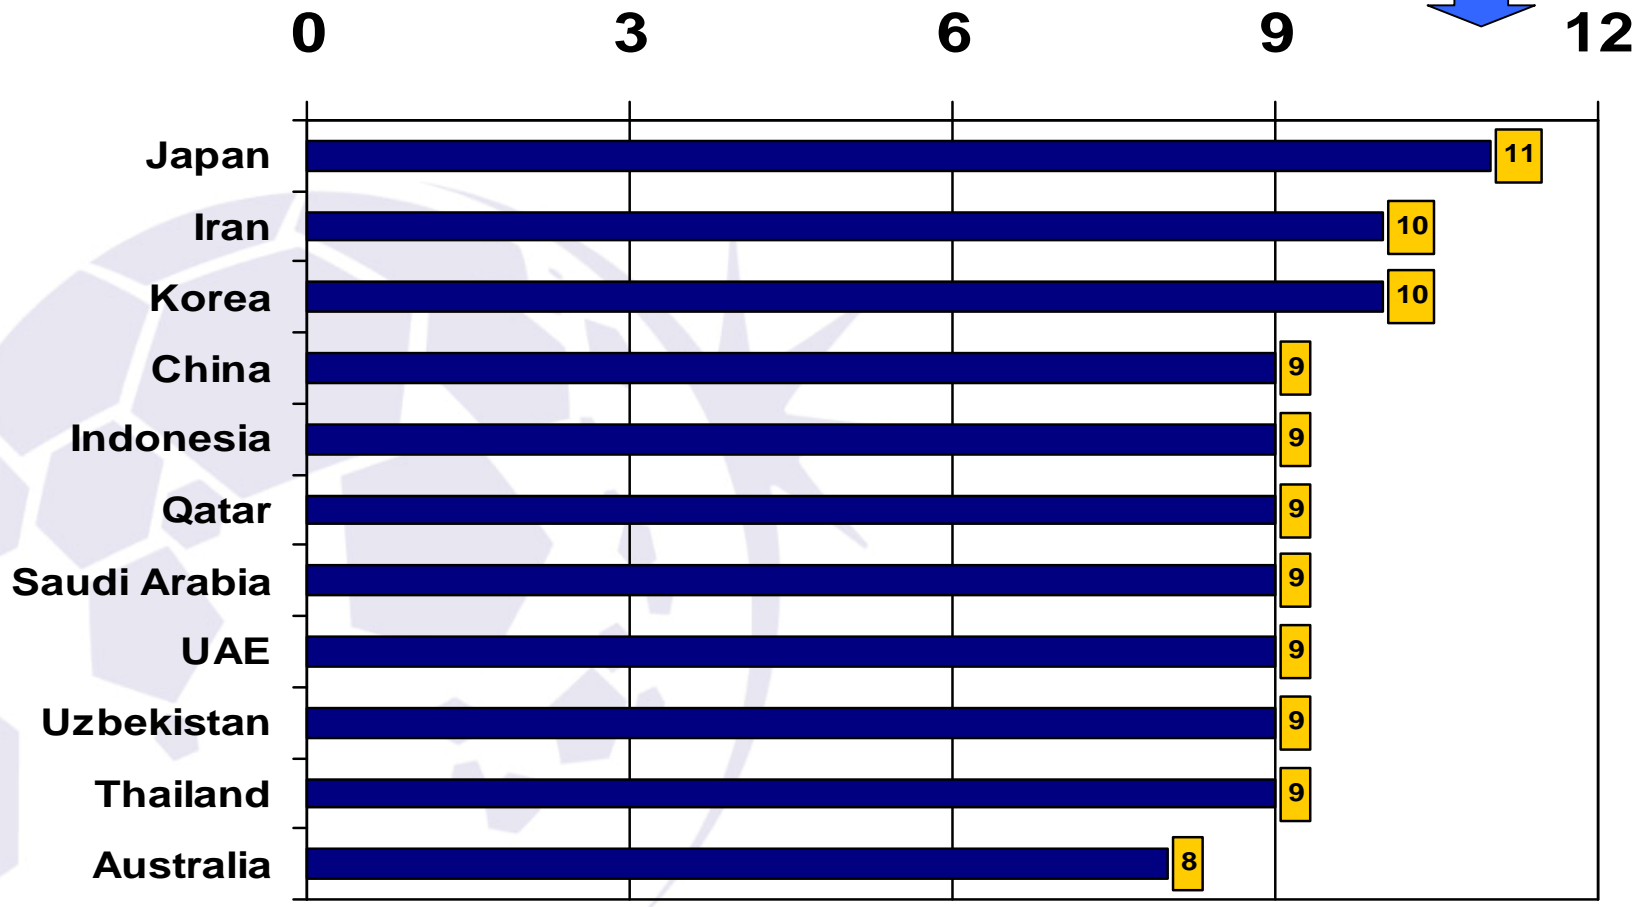 0 3 6 9 12
Japan 11
Iran 10
Korea 10
China 9
Indonesia 9
Qatar 9
Saudi Arabia 9
UAE 9
Uzbekistan 9
Thailand 9
Australia 8